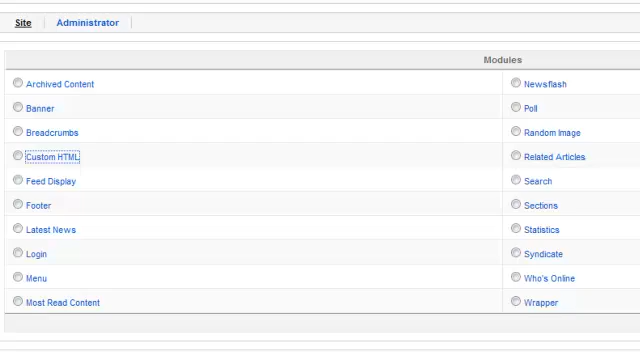 Site Administrator
Modules
Archived Content Newsflash
Banner Poll
Breadcrumbs Random Image
Custom HTML Related Articles
Feed Display Search
Footer Sections
Latest News Statistics
Login Syndicate
Menu Who's Online
Most Read Content Wrapper